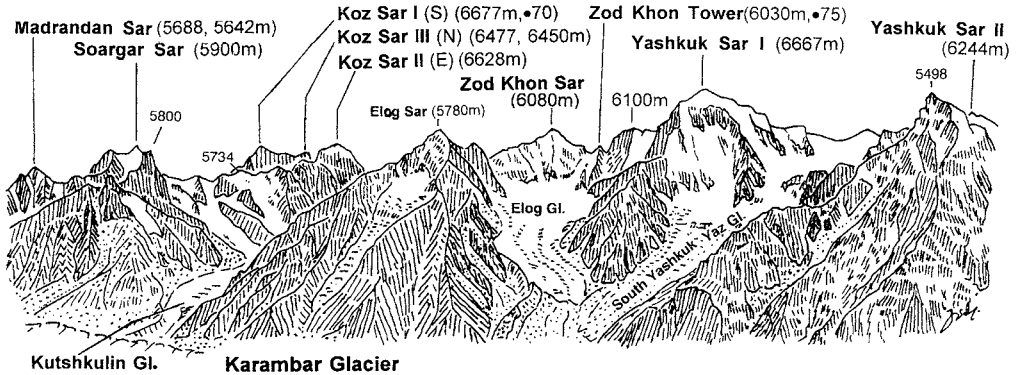 Madrandan Sar (5688, 5642m)
Soargar Sar (5900m)
5800
5734
Koz Sar I (S) (6677m,•70)
Koz Sar III (N) (6477, 6450m)
Koz Sar II (E) (6628m)
Elog Sar (5780m)
Zod Khon Sar
(6080m)
Zod Khon Tower(6030m,•75)
6100m
Yashkuk Sar I (6667m)
Yashkuk Sar II
(6244m)
5498
Elog Gl.
South Yashkuk Yaz Gl.
Kutshkulin Gl.
Karambar Glacier